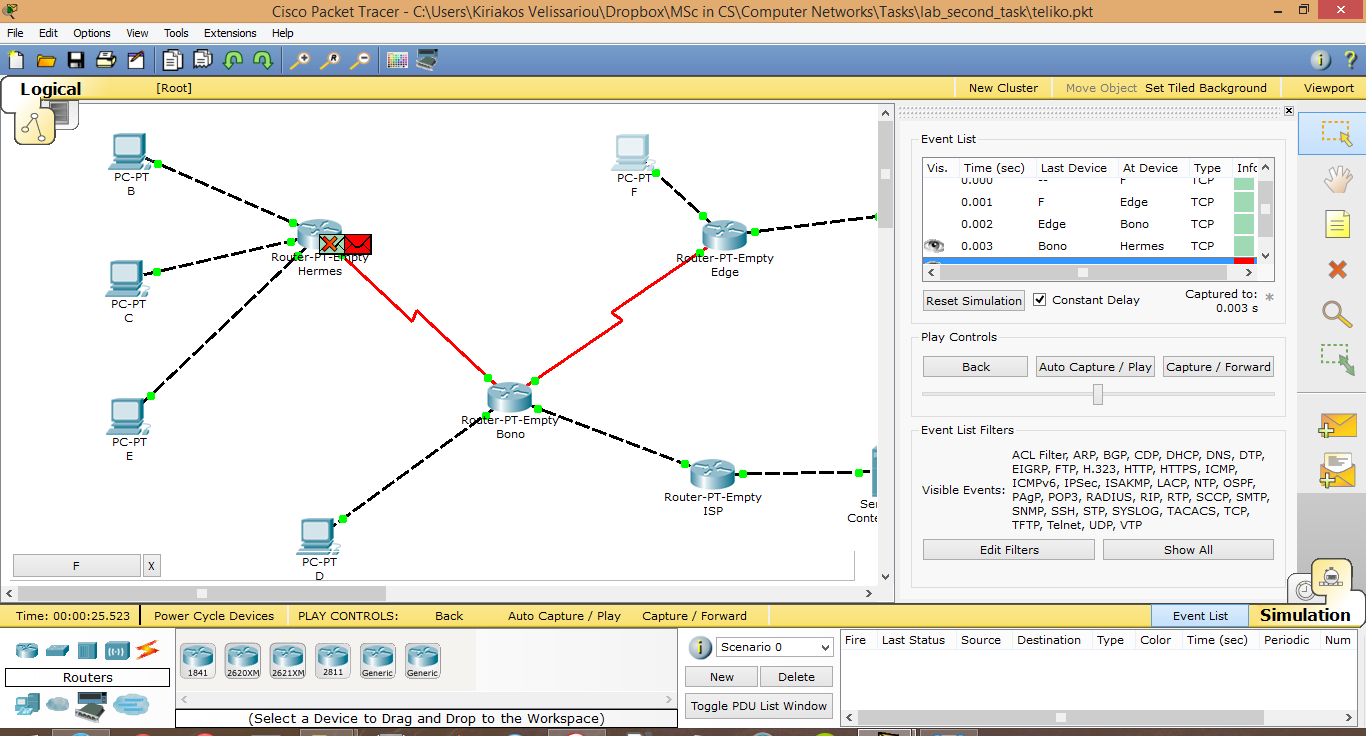 Cisco Packet Tracer - C:\Users\Kiriakos Velissariou\Dropbox\MSc in CS\Computer Networks\Tasks\lab_second_task\teliko.pkt
File Edit Options View Tools Extensions Help
Logical [Root] New Cluster Move Object Set Tiled Background Viewport
PC-PT
B
PC-PT
F
Router-PT-Empty
Hermes
Router-PT-Empty
Edge
PC-PT
C
PC-PT
E
Router-PT-Empty
Bono
Router-PT-Empty
ISP
Ser
Conte
PC-PT
D
F X
Event List
Vis. Time (sec) Last Device At Device Type Info
0.000 -- F TCP
0.001 F Edge TCP
0.002 Edge Bono TCP
0.003 Bono Hermes TCP
Reset Simulation Constant Delay Captured to: *
0.003 s
Play Controls
Back Auto Capture / Play Capture / Forward
Event List Filters
Visible Events:
ACL Filter, ARP, BGP, CDP, DHCP, DNS, DTP,
EIGRP, FTP, H.323, HTTP, HTTPS, ICMP,
ICMPv6, IPSec, ISAKMP, LACP, NTP, OSPF,
PAgP, POP3, RADIUS, RIP, RTP, SCCP, SMTP,
SNMP, SSH, STP, SYSLOG, TACACS, TCP,
TFTP, Telnet, UDP, VTP
Edit Filters Show All
Time: 00:00:25.523 Power Cycle Devices PLAY CONTROLS: Back Auto Capture / Play Capture / Forward Event List Simulation
Routers
1841 2620XM 2621XM 2811 Generic Generic
(Select a Device to Drag and Drop to the Workspace)
Scenario 0
New Delete
Toggle PDU List Window
Fire Last Status Source Destination Type Color Time (sec) Periodic Num